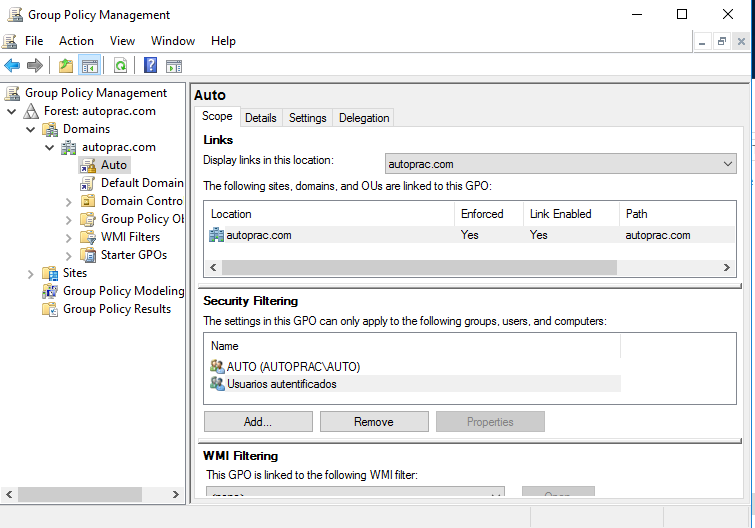 Group Policy Management
File Action View Window Help
Group Policy Management
Forest: autoprac.com
Domains
autoprac.com
Auto
Default Domain
Domain Contro
Group Policy Ob
WMI Filters
Starter GPOs
Sites
Group Policy Modeling
Group Policy Results
Auto
Scope Details Settings Delegation
Links
Display links in this location: autoprac.com
The following sites, domains, and OUs are linked to this GPO:
Location Enforced Link Enabled Path
autoprac.com Yes Yes autoprac.com
Security Filtering
The settings in this GPO can only apply to the following groups, users, and computers:
Name
AUTO (AUTOPRAC\AUTO)
Usuarios autentificados
Add... Remove Properties
WMI Filtering
This GPO is linked to the following WMI filter: